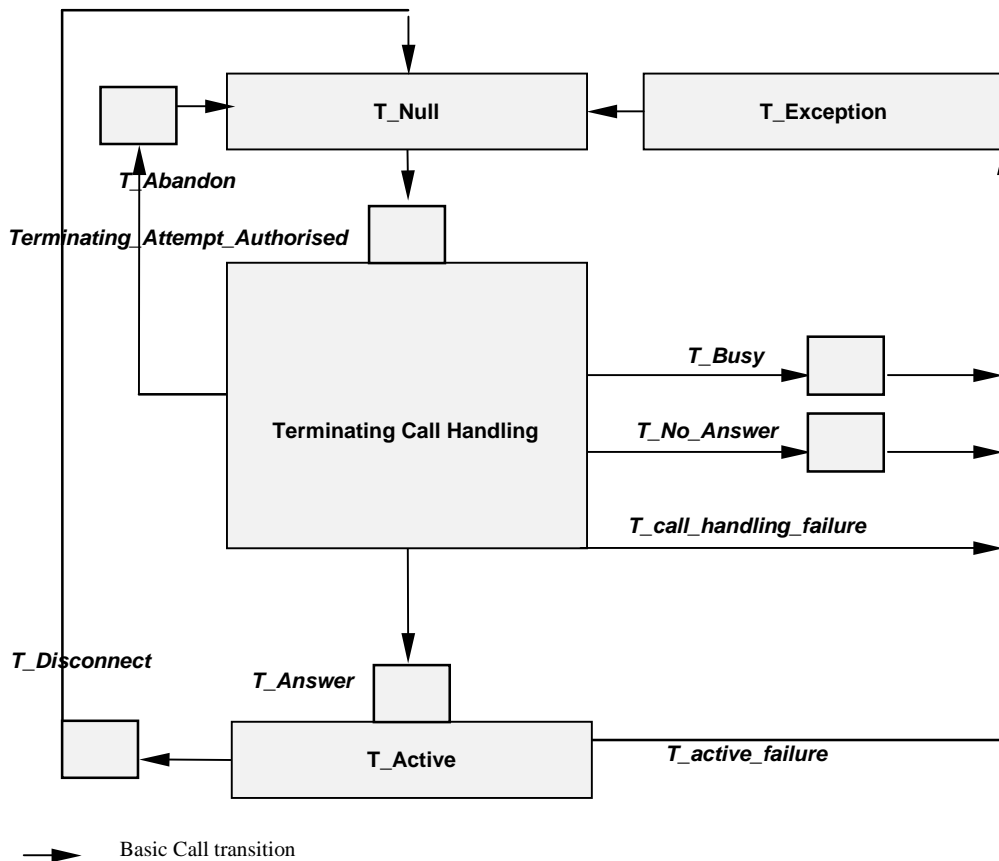 T_Null
T_Exception
T_Abandon
Terminating_Attempt_Authorised
T_Busy
Terminating Call Handling
T_No_Answer
T_call_handling_failure
T_Disconnect
T_Answer
T_Active
T_active_failure
Basic Call transition